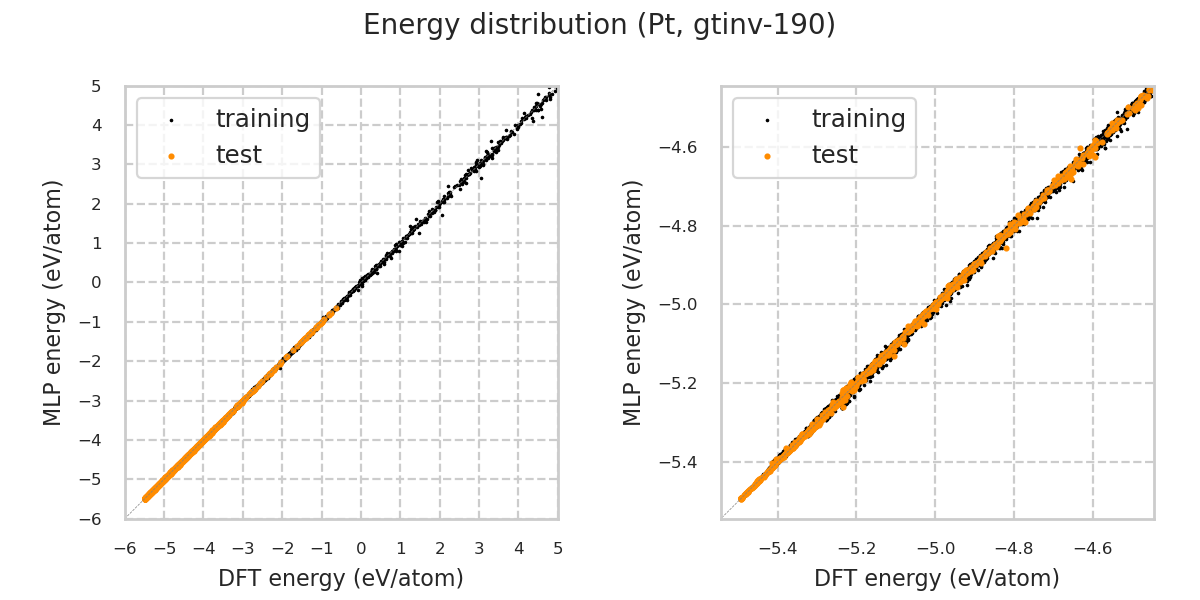 Energy distribution (Pt, gtinv-190)
training
test
5
4
3
2
1
0
−1
−2
−3
−4
−5
−6
−6 −5 −4 −3 −2 −1 0 1 2 3 4 5
MLP energy (eV/atom)
DFT energy (eV/atom)
training
test
−4.6
−4.8
−5.0
−5.2
−5.4
−5.4 −5.2 −5.0 −4.8 −4.6
MLP energy (eV/atom)
DFT energy (eV/atom)